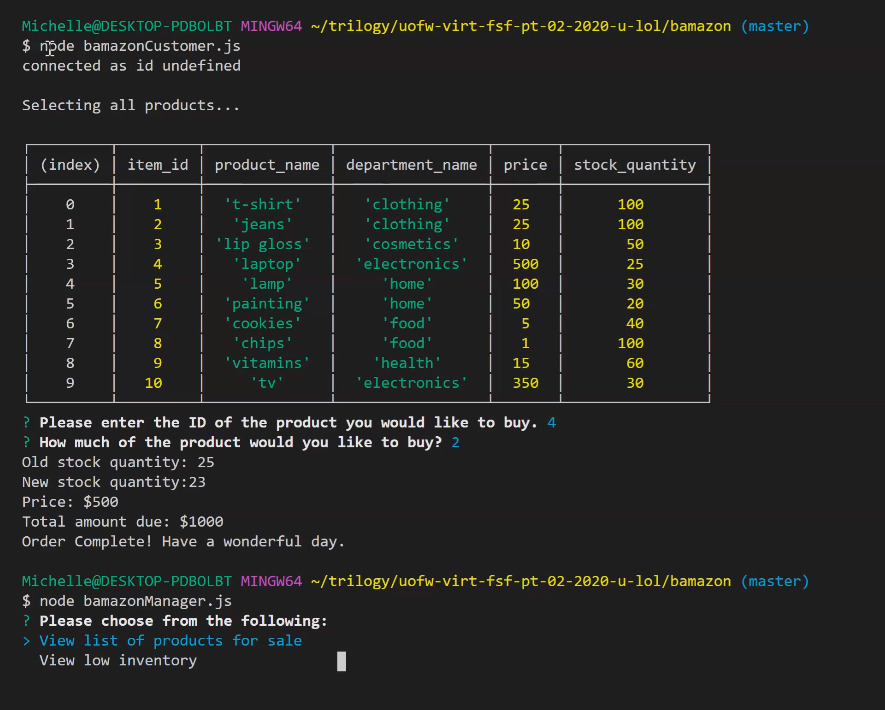 Michelle@DESKTOP-PDBOLBT MINGW64 ~/trilogy/uofw-virt-fsf-pt-02-2020-u-lol/bamazon (master)
$ node bamazonCustomer.js
connected as id undefined
Selecting all products...
(index) item_id product_name department_name price stock_quantity
0 1 't-shirt' 'clothing' 25 100
1 2 'jeans' 'clothing' 25 100
2 3 'lip gloss' 'cosmetics' 10 50
3 4 'laptop' 'electronics' 500 25
4 5 'lamp' 'home' 100 30
5 6 'painting' 'home' 50 20
6 7 'cookies' 'food' 5 40
7 8 'chips' 'food' 1 100
8 9 'vitamins' 'health' 15 60
9 10 'tv' 'electronics' 350 30
? Please enter the ID of the product you would like to buy. 4
? How much of the product would you like to buy? 2
Old stock quantity: 25
New stock quantity:23
Price: $500
Total amount due: $1000
Order Complete! Have a wonderful day.
Michelle@DESKTOP-PDBOLBT MINGW64 ~/trilogy/uofw-virt-fsf-pt-02-2020-u-lol/bamazon (master)
$ node bamazonManager.js
? Please choose from the following:
> View list of products for sale
View low inventory